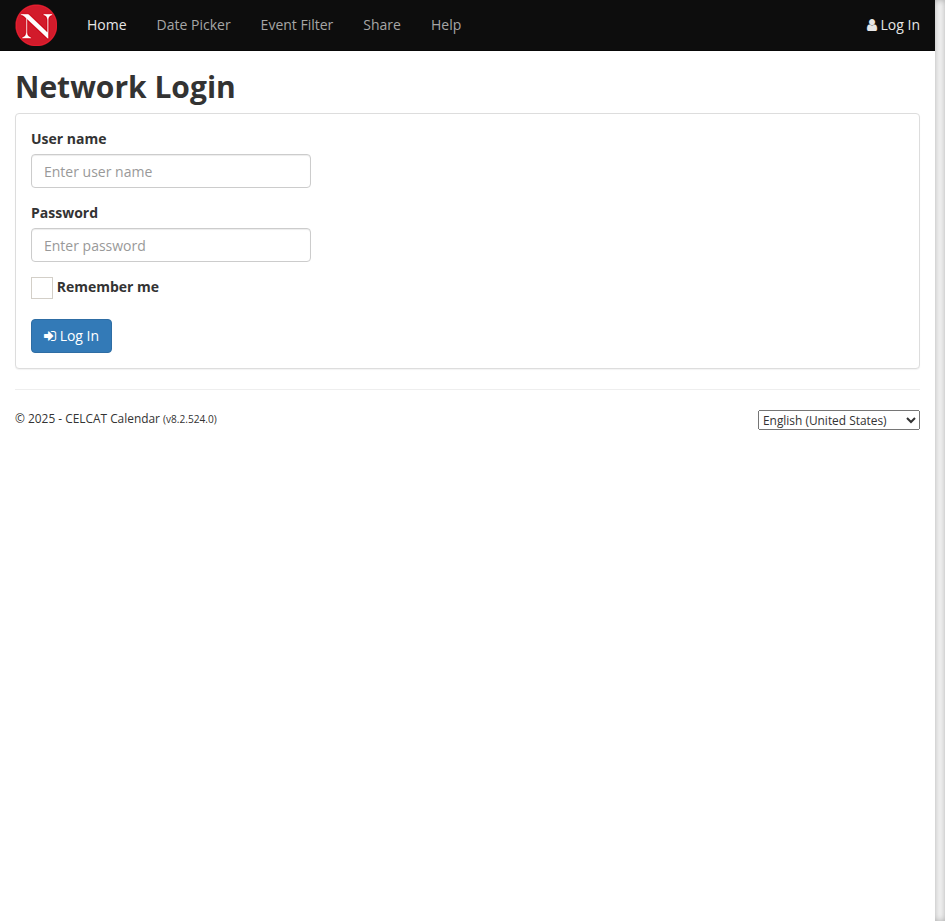 N Home Date Picker Event Filter Share Help Log In
Network Login
User name
Enter user name
Password
Enter password
Remember me
Log In
© 2025 - CELCAT Calendar (v8.2.524.0) English (United States)